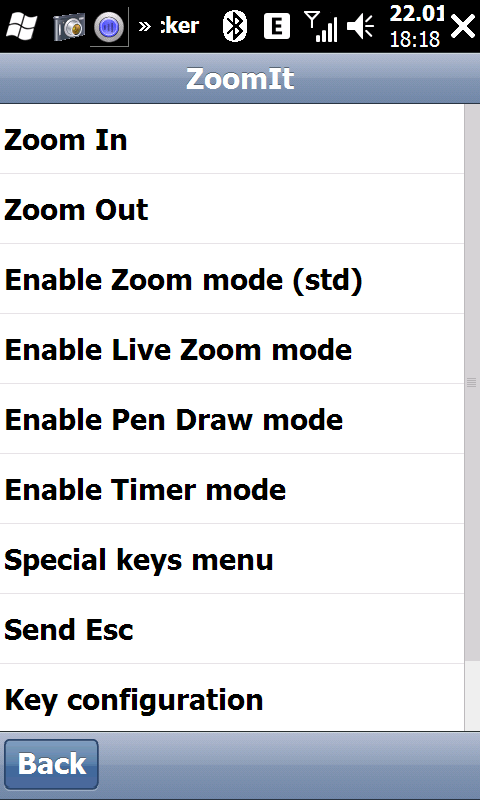 » cker E 22.01
18:18
ZoomIt
Zoom In
Zoom Out
Enable Zoom mode (std)
Enable Live Zoom mode
Enable Pen Draw mode
Enable Timer mode
Special keys menu
Send Esc
Key configuration
Back